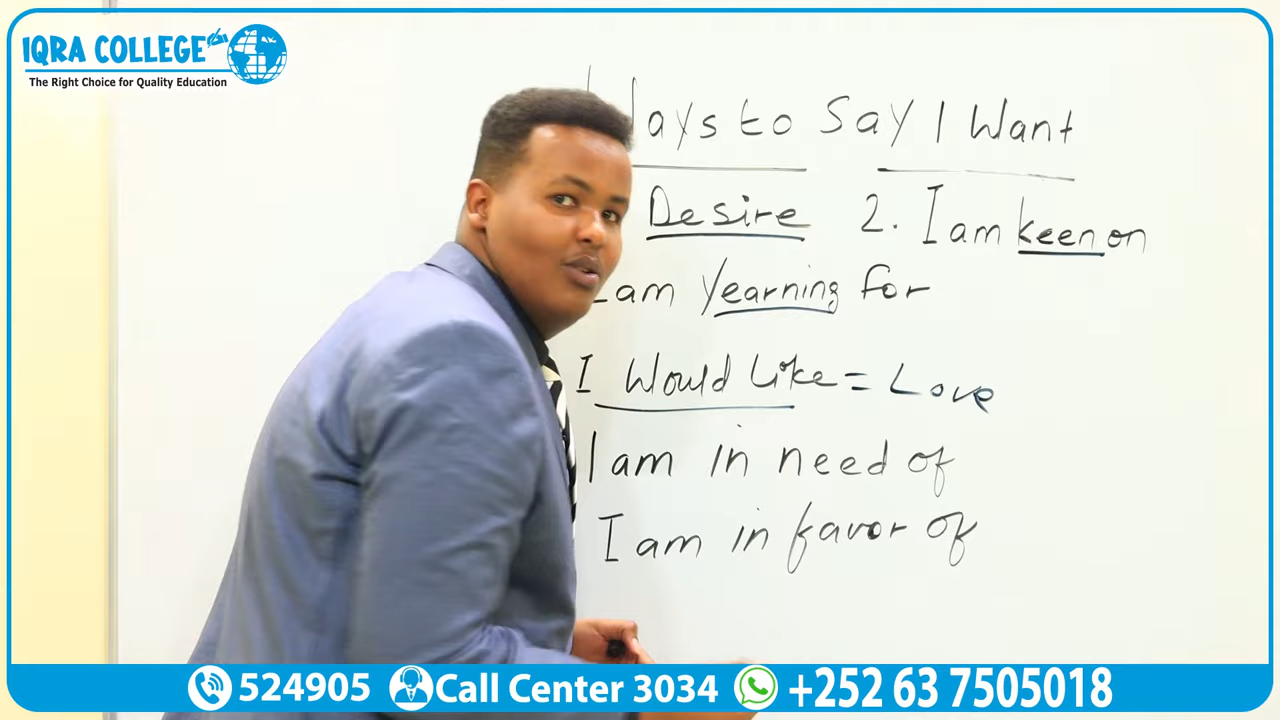 IQRA COLLEGE
The Right Choice for Quality Education
Ways to Say I Want
Desire 2. I am keen on
I am yearning for
I Would Like = Love
I am in need of
I am in favor of
524905 Call Center 3034 +252 63 7505018